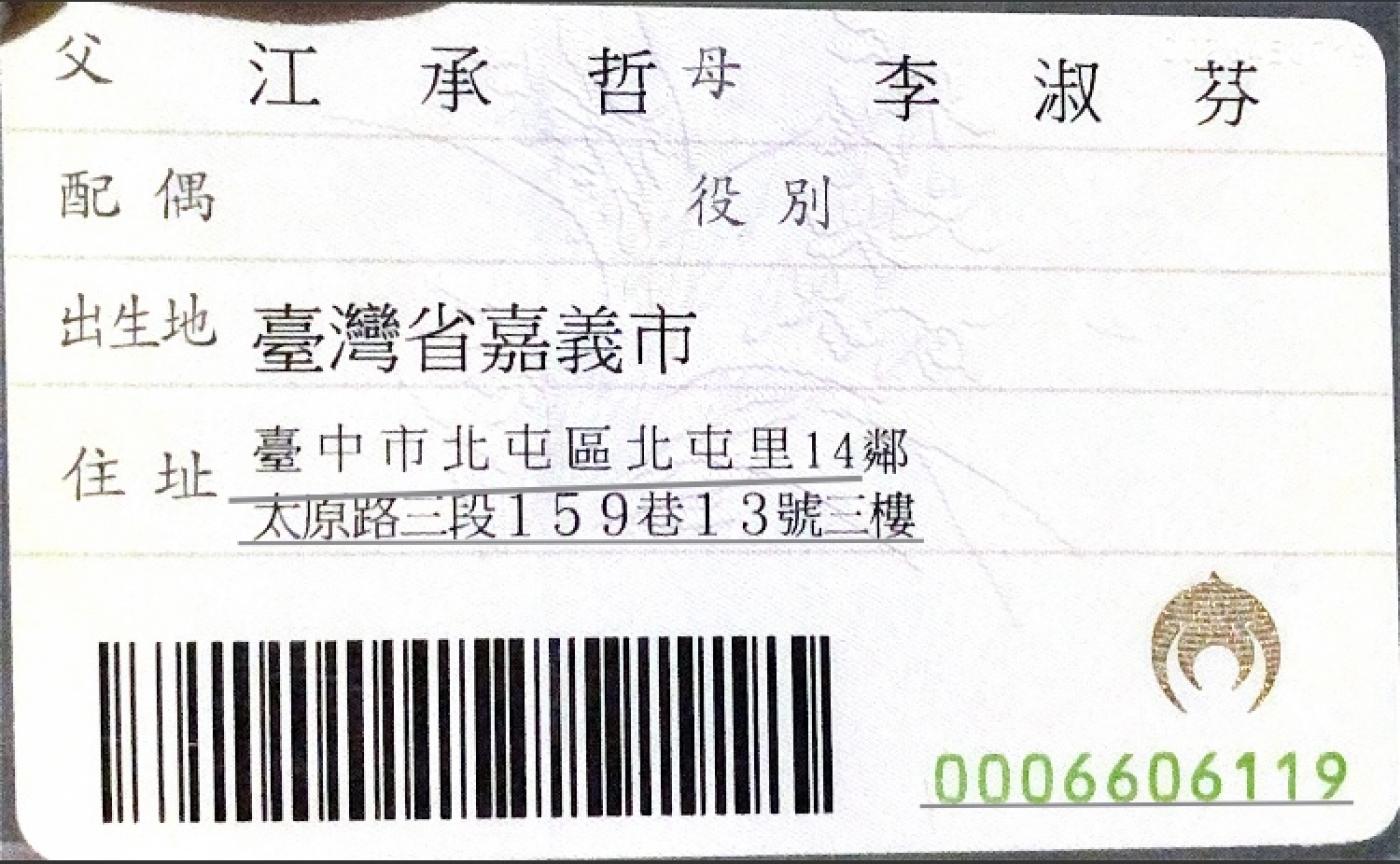 父 江承哲 母 李淑芬
配偶 役別
出生地 臺灣省嘉義市
住址 臺中市北屯區北屯里14鄰
太原路三段159巷13號三樓
0006606119